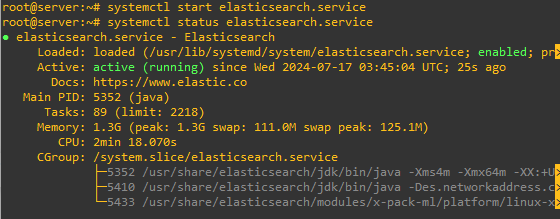 root@server:~# systemctl start elasticsearch.service
root@server:~# systemctl status elasticsearch.service
● elasticsearch.service - Elasticsearch
Loaded: loaded (/usr/lib/systemd/system/elasticsearch.service; enabled; pr>
Active: active (running) since Wed 2024-07-17 03:45:04 UTC; 25s ago
Docs: https://www.elastic.co
Main PID: 5352 (java)
Tasks: 89 (limit: 2218)
Memory: 1.3G (peak: 1.3G swap: 111.0M swap peak: 125.1M)
CPU: 2min 18.070s
CGroup: /system.slice/elasticsearch.service
├─5352 /usr/share/elasticsearch/jdk/bin/java -Xms4m -Xmx64m -XX:+U>
├─5410 /usr/share/elasticsearch/jdk/bin/java -Des.networkaddress.c>
└─5433 /usr/share/elasticsearch/modules/x-pack-ml/platform/linux-x>